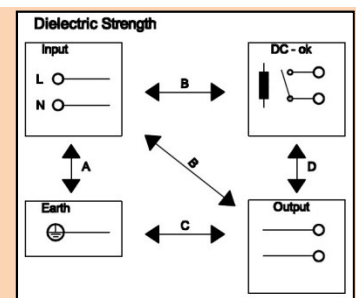 Dielectric Strength
Input
DC - ok
L
B
N
A
B
D
Earth
Output
C